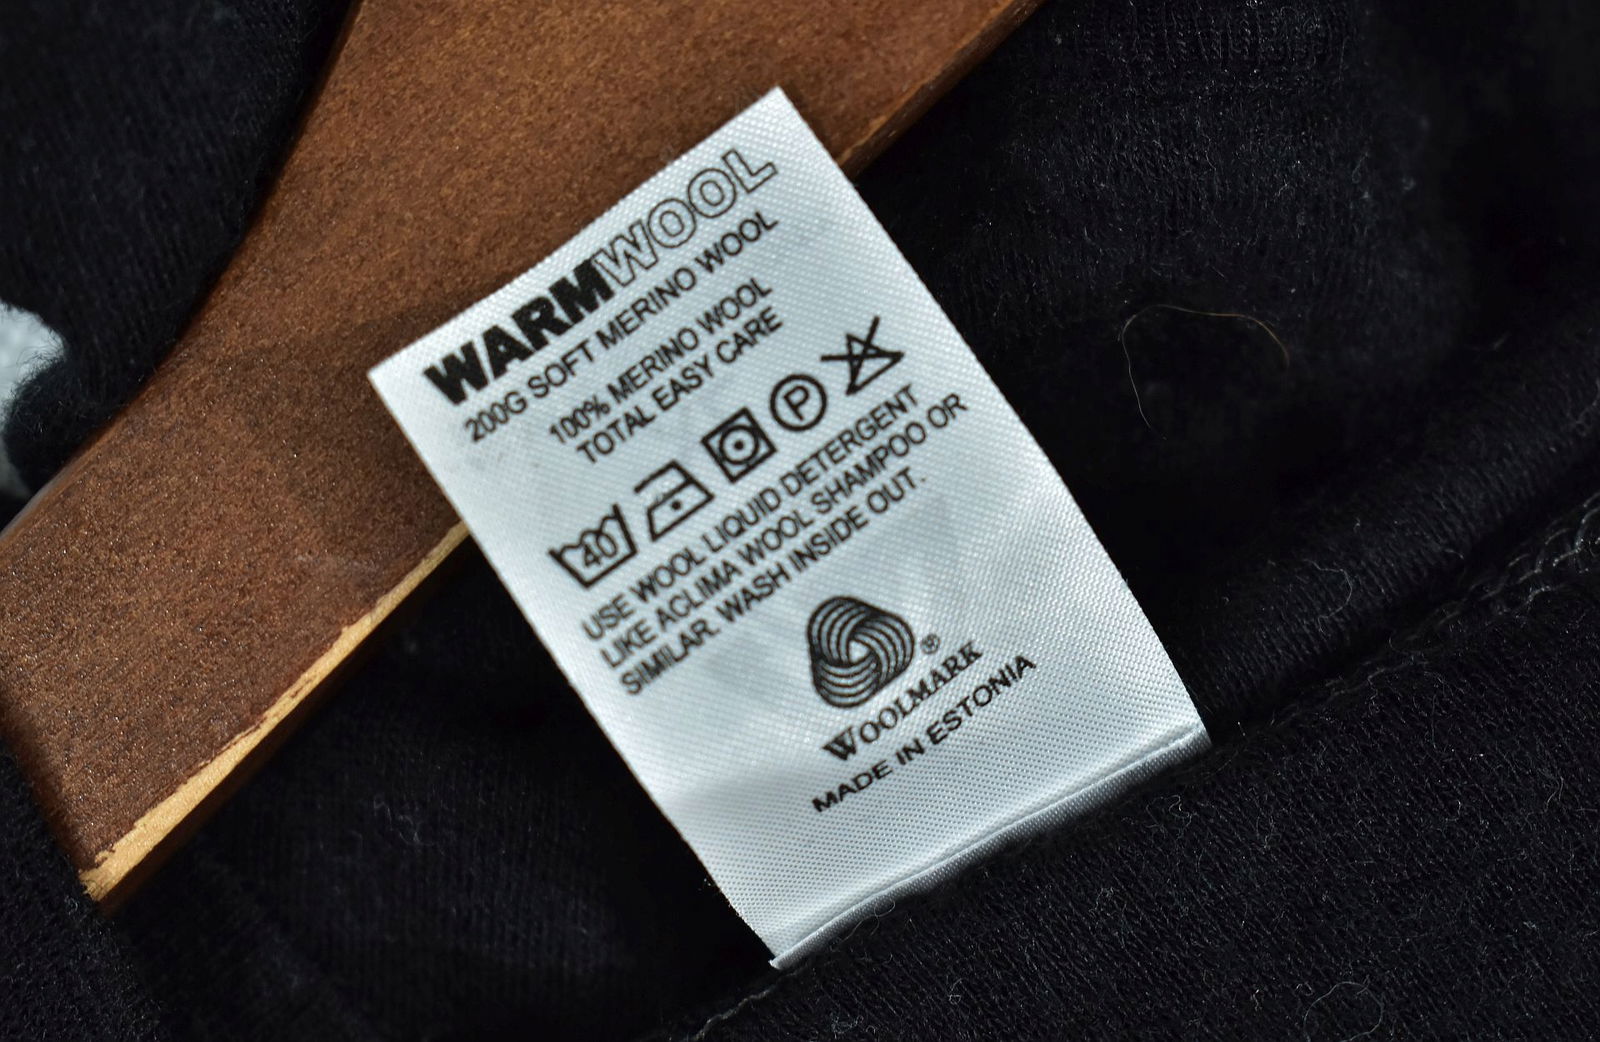 WARMWOOL
200G SOFT MERINO WOOL
100% MERINO WOOL
TOTAL EASY CARE
40 P
USE WOOL LIQUID DETERGENT
LIKE ACLIMA WOOL SHAMPOO OR
SIMILAR. WASH INSIDE OUT.
®
WOOLMARK
MADE IN ESTONIA